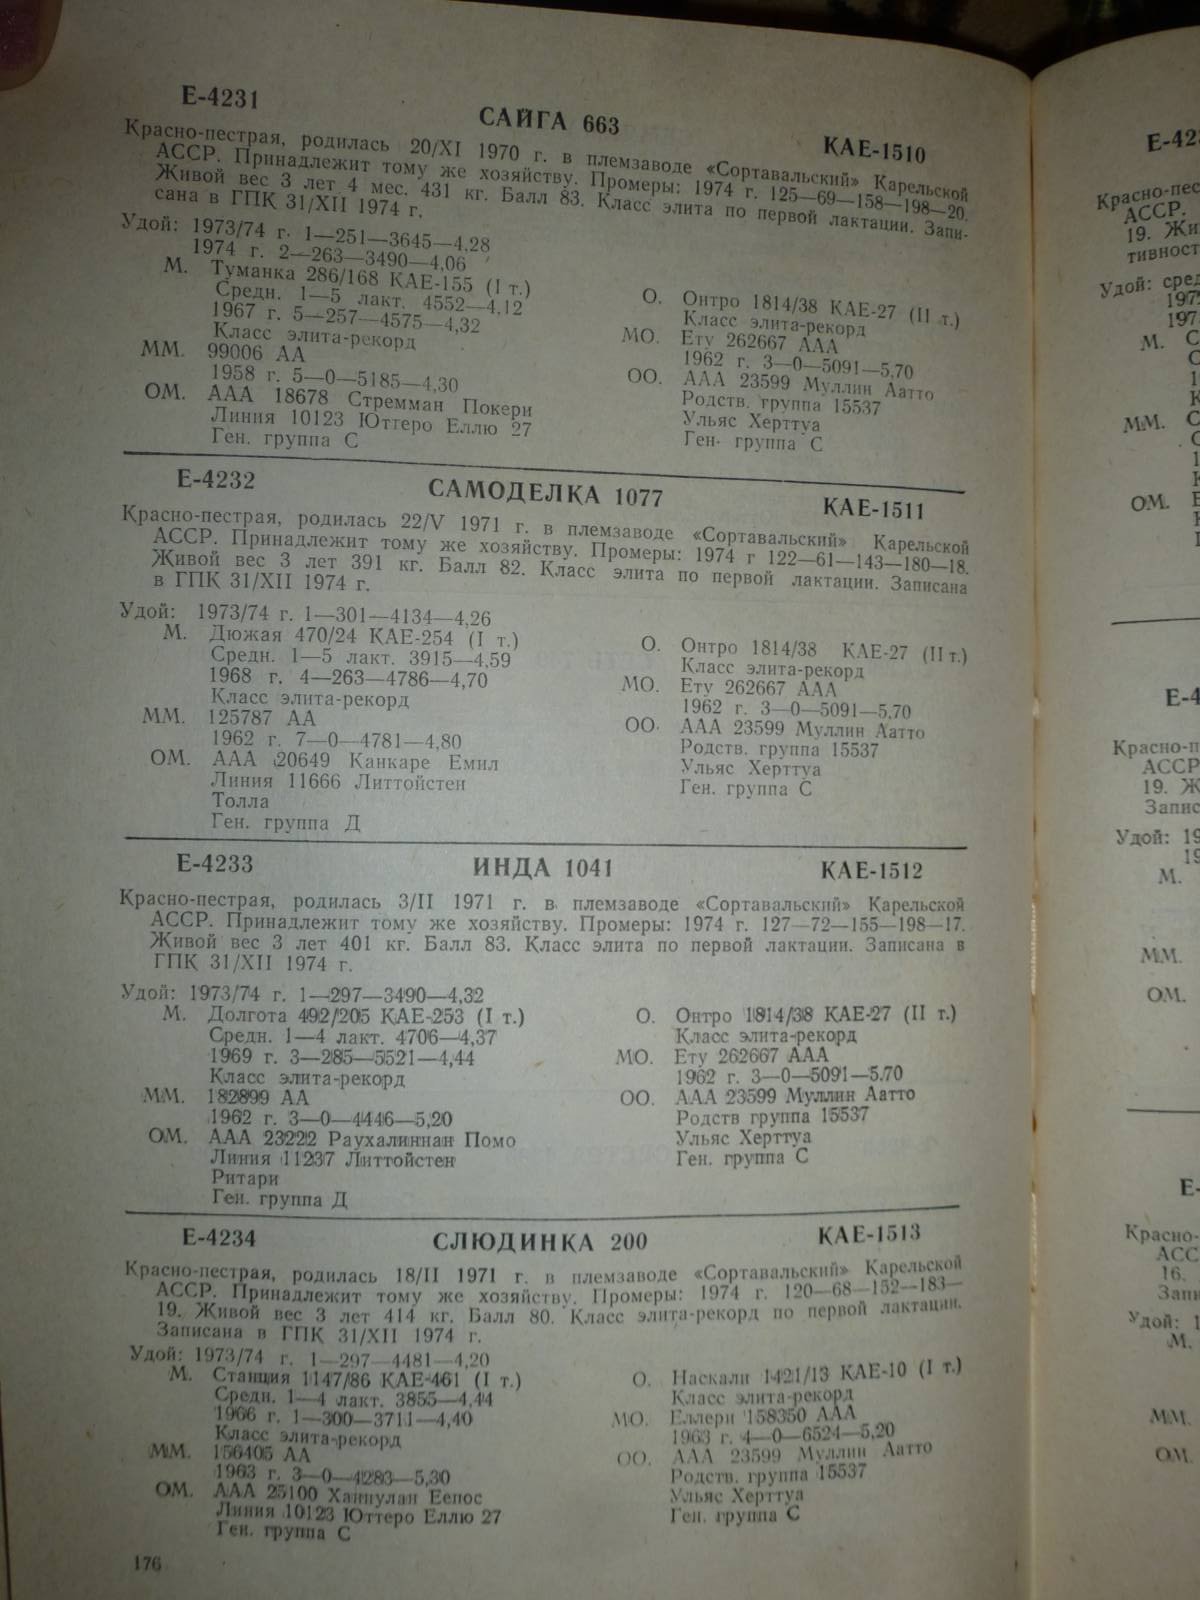 Е-4231
САЙГА 663
КАЕ-1510
Красно-пестрая, родилась 20/XI 1970 г. в племзаводе «Сортавальский» Карельской
АССР. Принадлежит тому же хозяйству. Промеры: 1974 г. 125—69—158—198—20.
Живой вес 3 лет 4 мес. 431 кг. Балл 83. Класс элита по первой лактации. Запи-
сана в ГПК 31/XII 1974 г.
Удой: 1973/74 г. 1—251—3645—4,28
1974 г. 2—263—3490—4,06
М. Туманка 286/168 КАЕ-155 (I т.)
Средн. 1—5 лакт. 4552—4,12
1967 г. 5—257—4575—4,32
Класс элита-рекорд
ММ. 99006 АА
1958 г. 5—0—5185—4,30
ОМ. ААА 18678 Стремман Покери
Линия 10123 Юттеро Еллю 27
Ген. группа С
О. Онтро 1814/38 КАЕ-27 (II т.)
Класс элита-рекорд
МО. Ету 262667 ААА
1962 г. 3—0—5091—5,70
ОО. ААА 23599 Муллин Аатто
Родств. группа 15537
Ульяс Херттуа
Ген. группа С
Е-4232
САМОДЕЛКА 1077
КАЕ-1511
Красно-пестрая, родилась 22/V 1971 г. в племзаводе «Сортавальский» Карельской
АССР. Принадлежит тому же хозяйству. Промеры: 1974 г 122—61—143—180—18.
Живой вес 3 лет 391 кг. Балл 82. Класс элита по первой лактации. Записана
в ГПК 31/XII 1974 г.
Удой: 1973/74 г. 1—301—4134—4,26
М. Дюжая 470/24 КАЕ-254 (I т.)
Средн. 1—5 лакт. 3915—4,59
1968 г. 4—263—4786—4,70
Класс элита-рекорд
ММ. 125787 АА
1962 г. 7—0—4781—4,80
ОМ. ААА 20649 Канкаре Емил
Линия 11666 Литтойстен
Толла
Ген. группа Д
О. Онтро 1814/38 КАЕ-27 (II т.)
Класс элита-рекорд
МО. Ету 262667 ААА
1962 г. 3—0—5091—5,70
ОО. ААА 23599 Муллин Аатто
Родств. группа 15537
Ульяс Херттуа
Ген. группа С
Е-4233
ИНДА 1041
КАЕ-1512
Красно-пестрая, родилась 3/II 1971 г. в племзаводе «Сортавальский» Карельской
АССР. Принадлежит тому же хозяйству. Промеры: 1974 г. 127—72—155—198—17.
Живой вес 3 лет 401 кг. Балл 83. Класс элита по первой лактации. Записана в
ГПК 31/XII 1974 г.
Удой: 1973/74 г. 1—297—3490—4,32
М. Долгота 492/205 КАЕ-253 (I т.)
Средн. 1—4 лакт. 4706—4,37
1969 г. 3—285—5521—4,44
Класс элита-рекорд
ММ. 182899 АА
1962 г. 3—0—4446—5,20
ОМ. ААА 23222 Раухалиннан Помо
Линия 11237 Литтойстен
Ритари
Ген. группа Д
О. Онтро 1814/38 КАЕ-27 (II т.)
Класс элита-рекорд
МО. Ету 262667 ААА
1962 г. 3—0—5091—5.70
ОО. ААА 23599 Муллин Аатто
Родств группа 15537
Ульяс Херттуа
Ген. группа С
Е-4234
СЛЮДИНКА 200
КАЕ-1513
Красно-пестрая, родилась 18/II 1971 г. в племзаводе «Сортавальский» Карельской
АССР. Принадлежит тому же хозяйству. Промеры: 1974 г. 120—68—152—183—
19. Живой вес 3 лет 414 кг. Балл 80. Класс элита-рекорд по первой лактации.
Записана в ГПК 31/XII 1974 г.
Удой: 1973/74 г. 1—297—4481—4,20
М. Станция 1147/86 КАЕ-461 (I т.)
Средн. 1—4 лакт. 3855—4,44
1966 г. 1—300—3711—4,40
Класс элита-рекорд
ММ. 156405 АА
1963 г. 3—0—4283—5,30
ОМ. ААА 25100 Ханнулан Еепос
Линия 10123 Юттеро Еллю 27
Ген. группа С
О. Наскали 1421/13 КАЕ-10 (I т.)
Класс элита-рекорд
МО. Еллери 158350 ААА
1963 г. 4—0—6524—5,20
ОО. ААА 23599 Муллин Аатто
Родств. группа 15537
Ульяс Херттуа
Ген. группа С
176